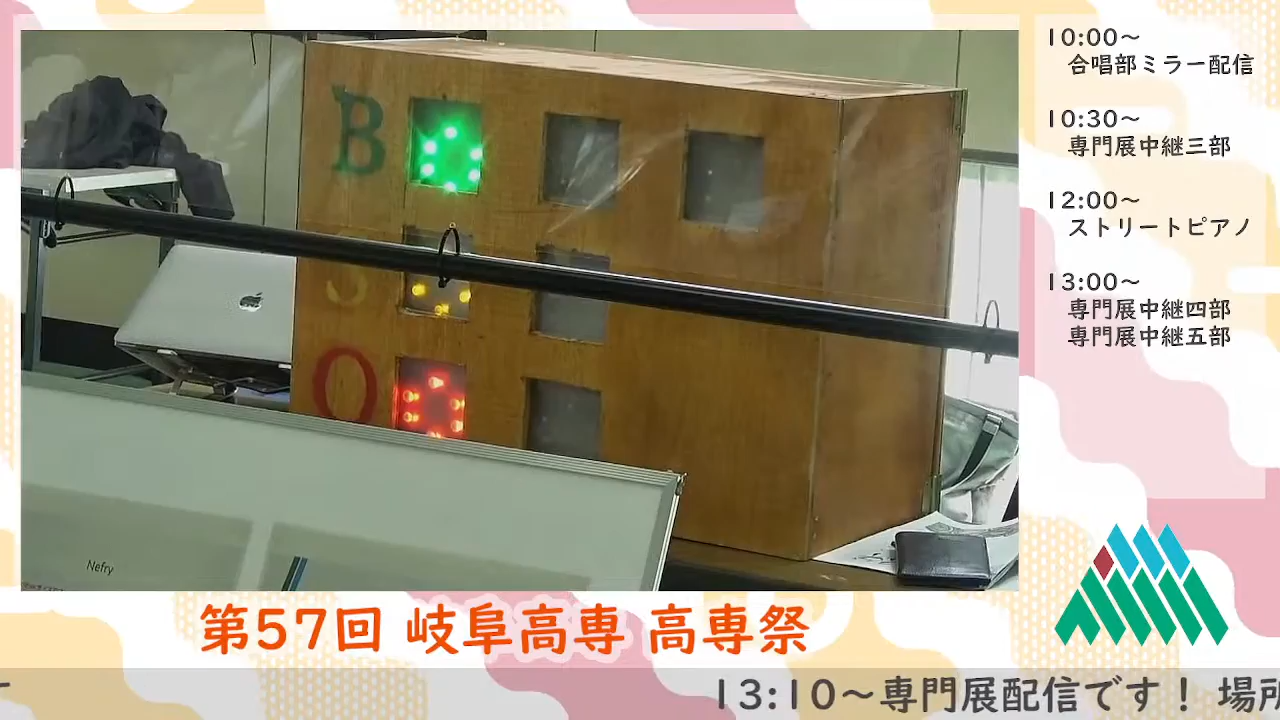 B
S
O
Nefry
10:00～
合唱部ミラー配信
10:30～
専門展中継三部
12:00～
ストリートピアノ
13:00～
専門展中継四部
専門展中継五部
第57回 岐阜高専 高専祭
13:10～専門展配信です！ 場所